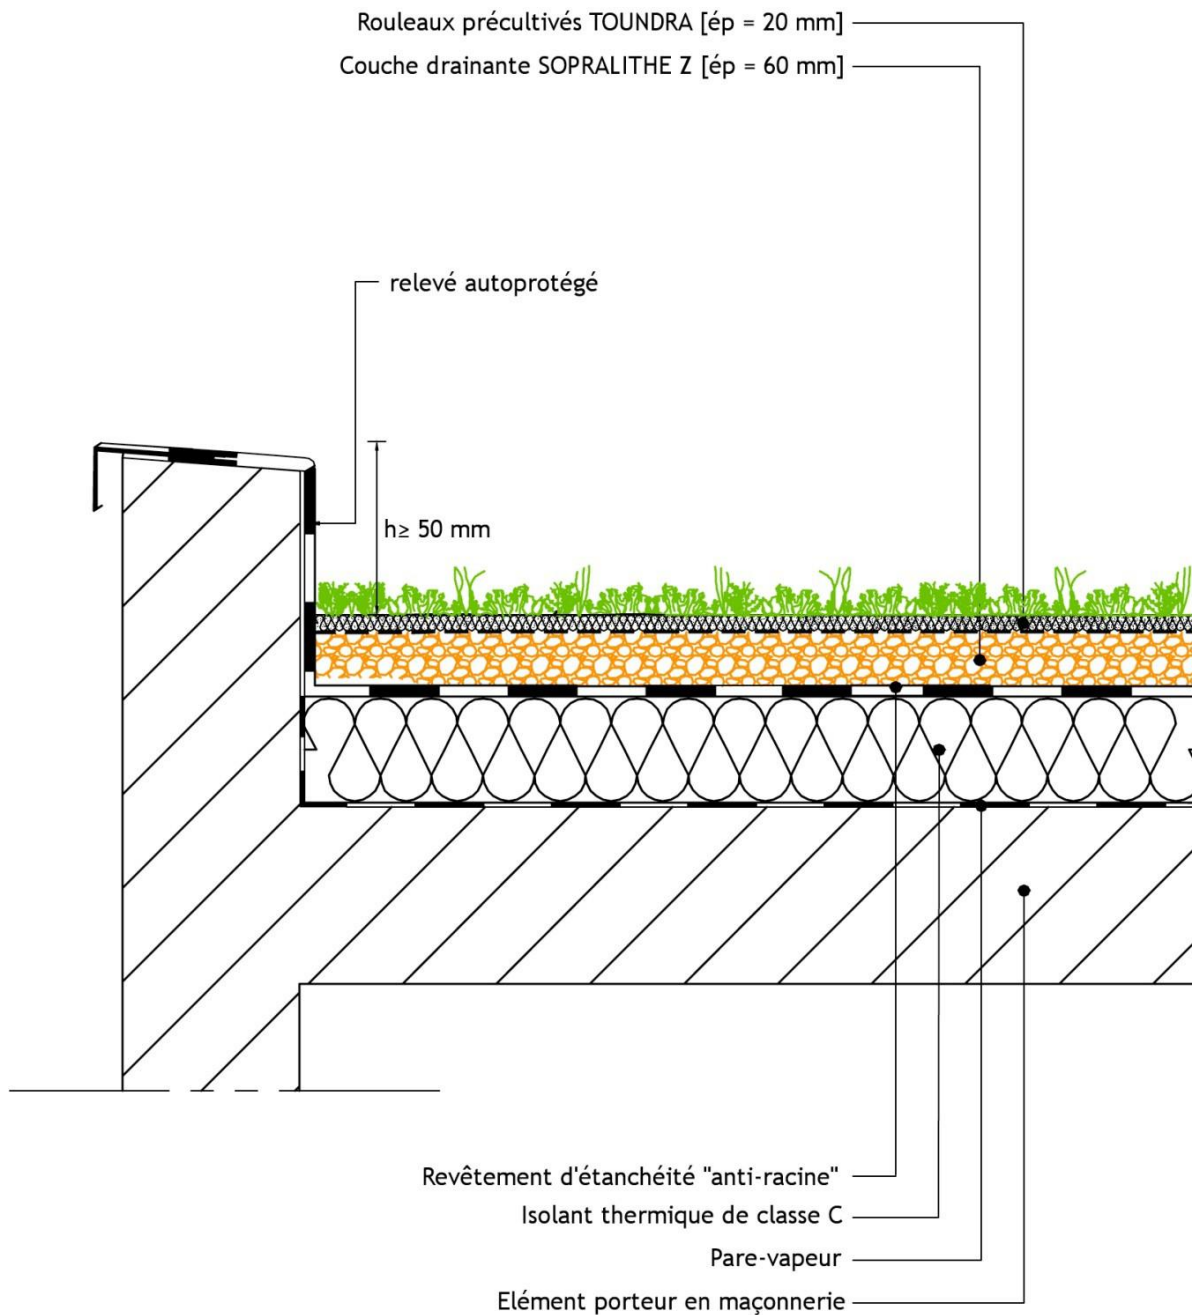 Rouleaux précultivés TOUNDRA [ép = 20 mm]
Couche drainante SOPRALITHE Z [ép = 60 mm]
relevé autoprotégé
h≥ 50 mm
Revêtement d'étanchéité "anti-racine"
Isolant thermique de classe C
Pare-vapeur
Elément porteur en maçonnerie